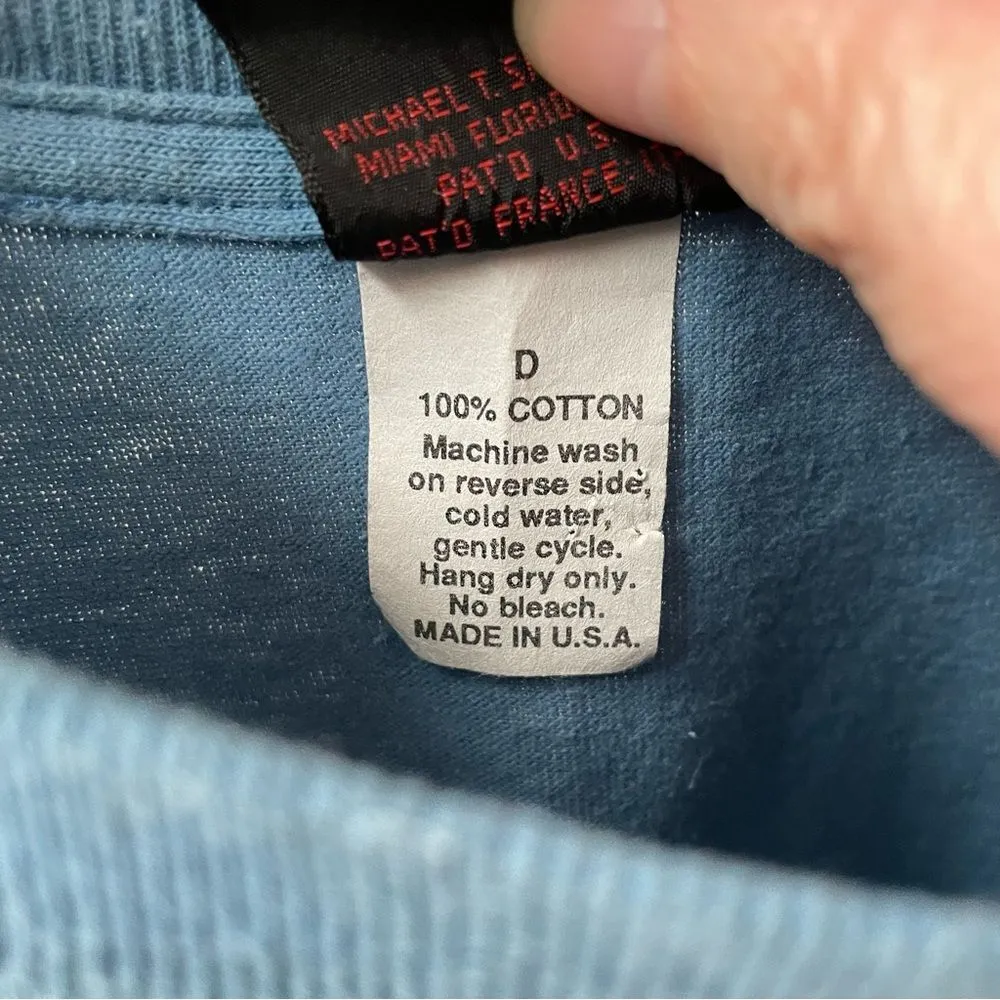 MICHAEL T.
MIAMI
PAT'D U.S.
PAT'D FRANCE.
D
100% COTTON
Machine wash
on reverse side,
cold water,
gentle cycle.
Hang dry only.
No bleach.
MADE IN U.S.A.